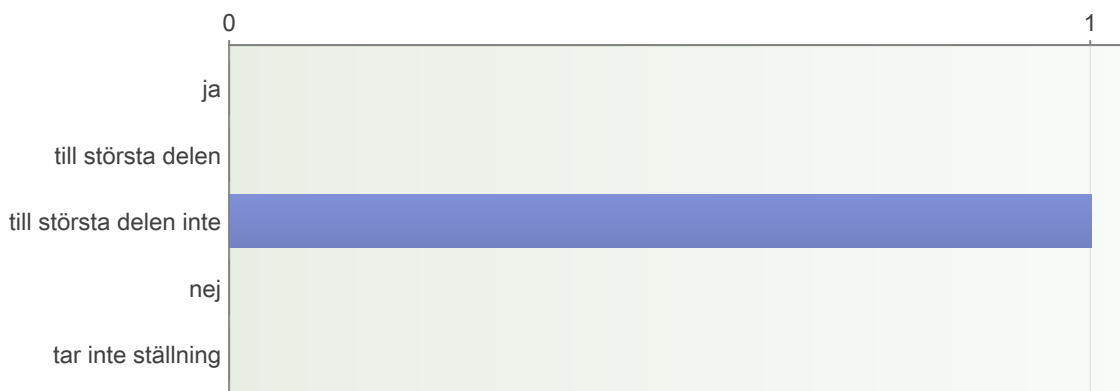 0 1
ja
till största delen
till största delen inte
nej
tar inte ställning